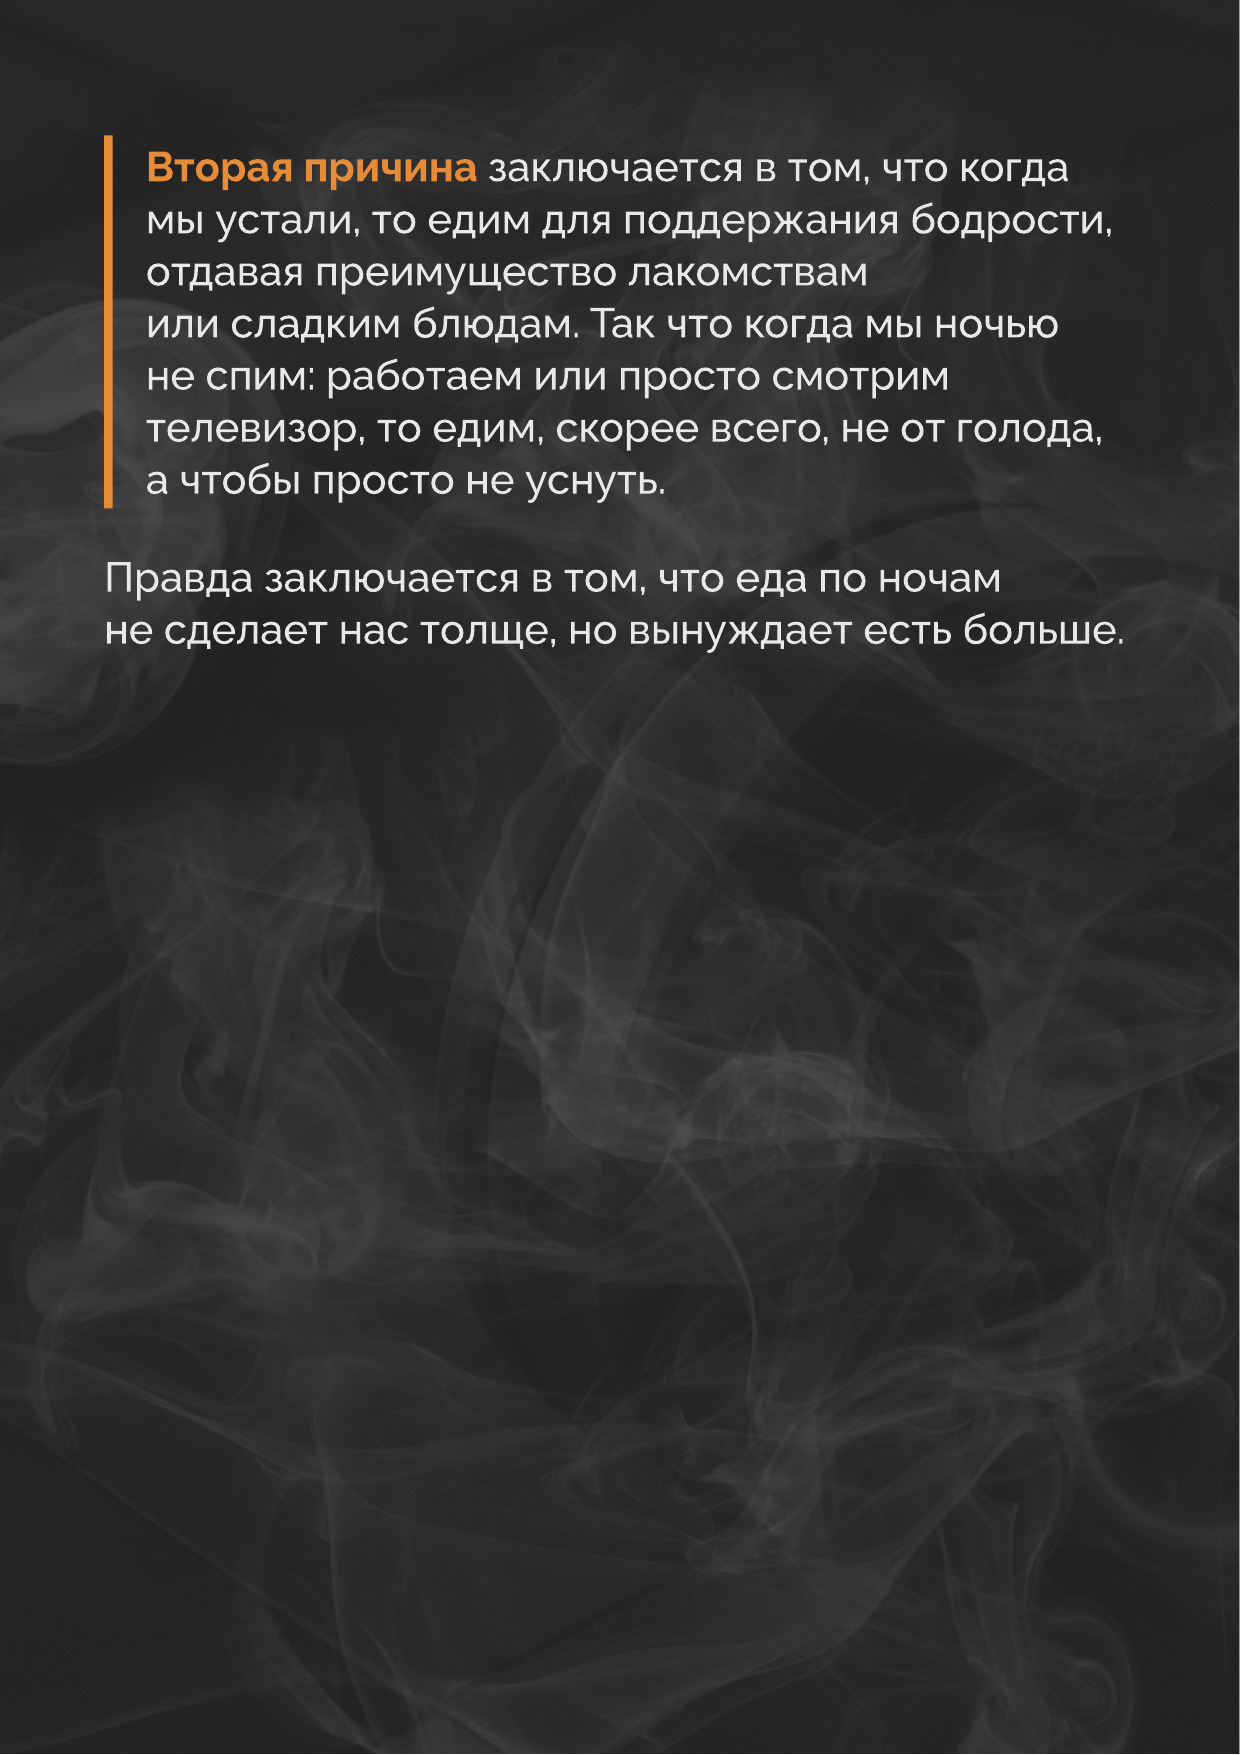 Вторая причина заключается в том, что когда
мы устали, то едим для поддержания бодрости,
отдавая преимущество лакомствам
или сладким блюдам. Так что когда мы ночью
не спим: работаем или просто смотрим
телевизор, то едим, скорее всего, не от голода,
а чтобы просто не уснуть.
Правда заключается в том, что еда по ночам
не сделает нас толще, но вынуждает есть больше.